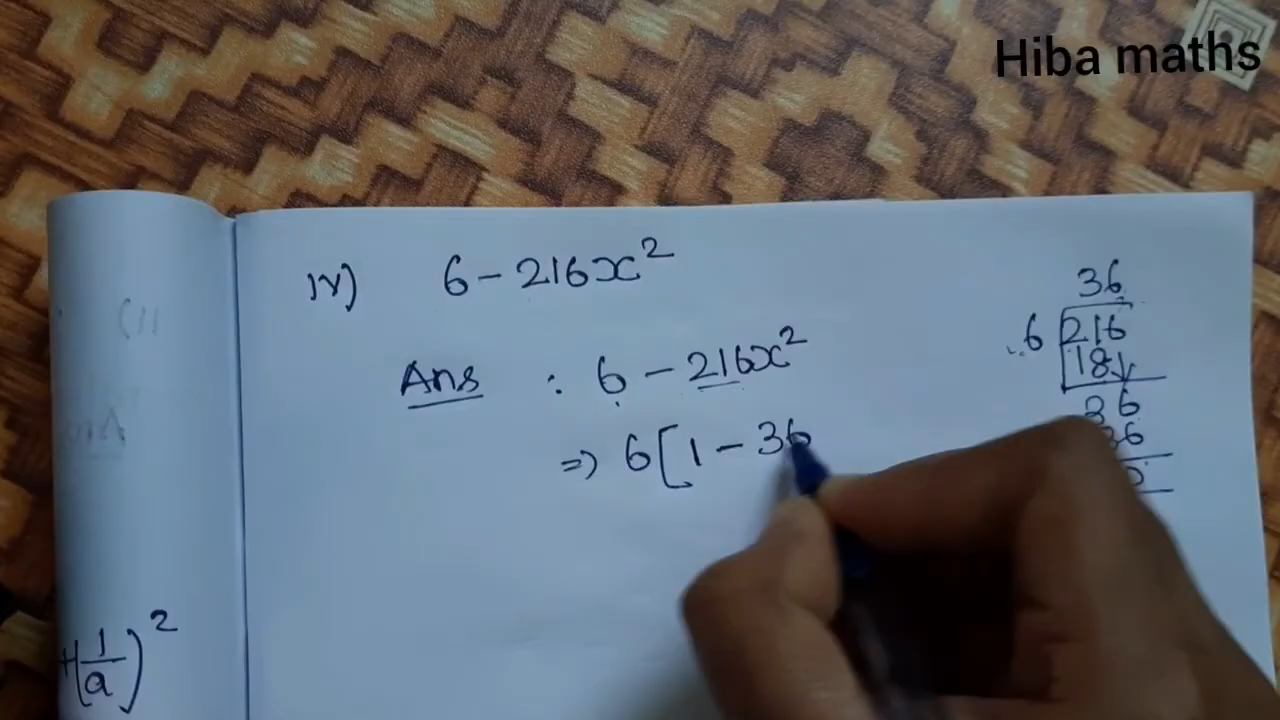 Hiba maths
IV) 6 - 216x²
Ans : 6 - 216x²
⇒ 6[1 - 36
36
6 216
18↓
36
36
0
+(1/a)²